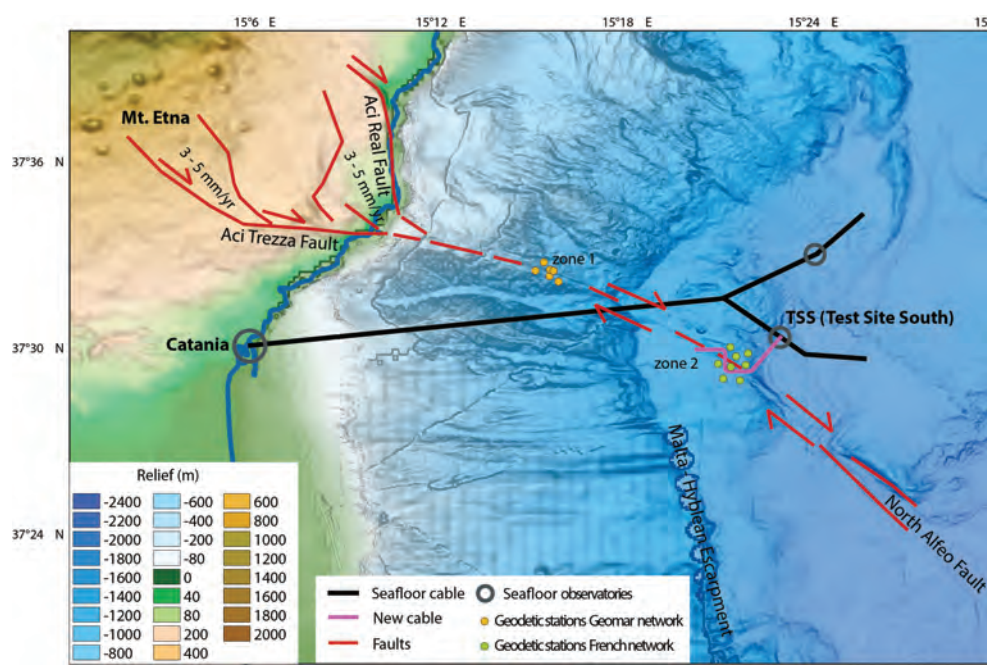 15°6' E
15°12' E
15°18' E
15°24' E
15
37°36' N
37°30' N
37°24' N
Mt. Etna
3 - 5 mm/yr
Aci Real Fault
3 - 5 mm/yr
Aci Trezza Fault
zone 1
TSS (Test Site South)
Catania
zone 2
Malta - Hyblean Escarpment
North Alfeo Fault
Relief (m)
-2400 -600 600
-2200 -400 800
-2000 -200 1000
-1800 -80 1200
-1600 0 1400
-1400 40 1600
-1200 80 1800
-1000 200 2000
-800 400
Seafloor cable Seafloor observatories
New cable Geodetic stations Geomar network
Faults Geodetic stations French network